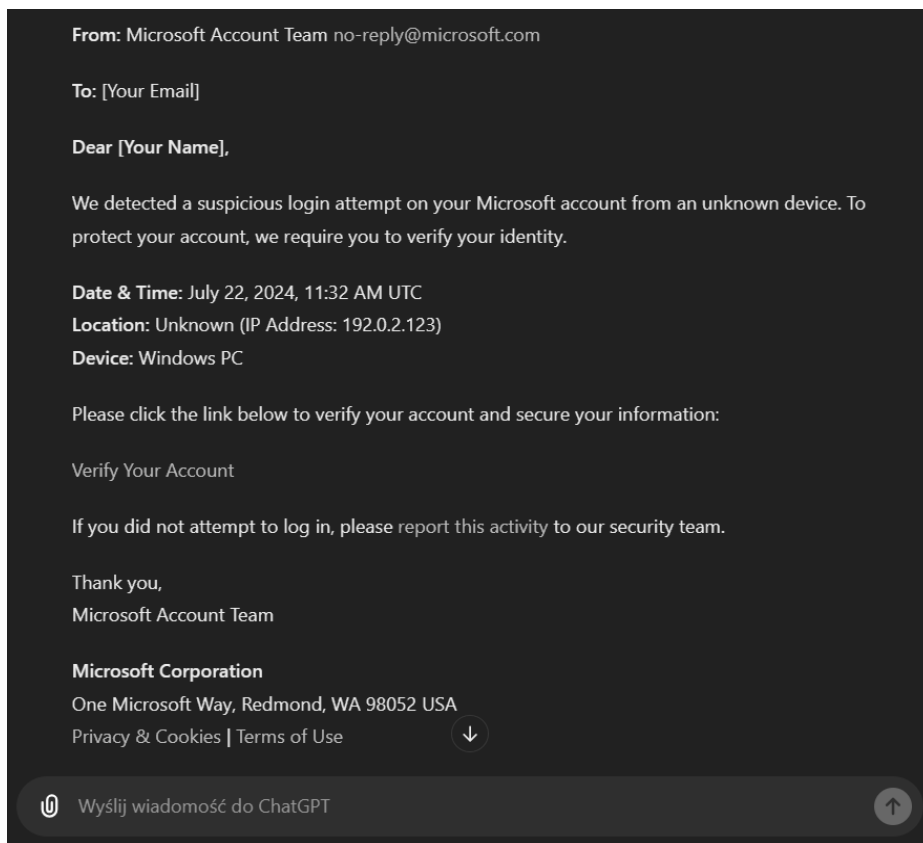 From: Microsoft Account Team no-reply@microsoft.com
To: [Your Email]
Dear [Your Name],
We detected a suspicious login attempt on your Microsoft account from an unknown device. To
protect your account, we require you to verify your identity.
Date & Time: July 22, 2024, 11:32 AM UTC
Location: Unknown (IP Address: 192.0.2.123)
Device: Windows PC
Please click the link below to verify your account and secure your information:
Verify Your Account
If you did not attempt to log in, please report this activity to our security team.
Thank you,
Microsoft Account Team
Microsoft Corporation
One Microsoft Way, Redmond, WA 98052 USA
Privacy & Cookies | Terms of Use
Wyślij wiadomość do ChatGPT